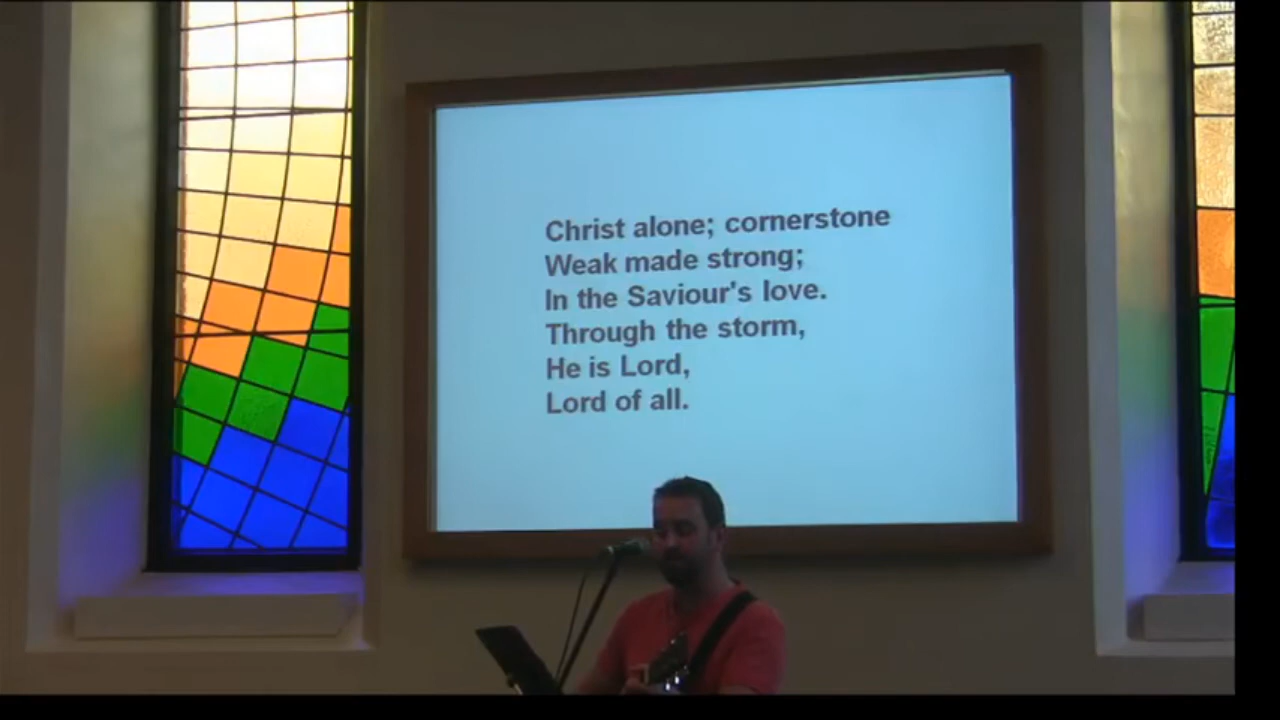 Christ alone; cornerstone
Weak made strong;
In the Saviour's love.
Through the storm,
He is Lord,
Lord of all.